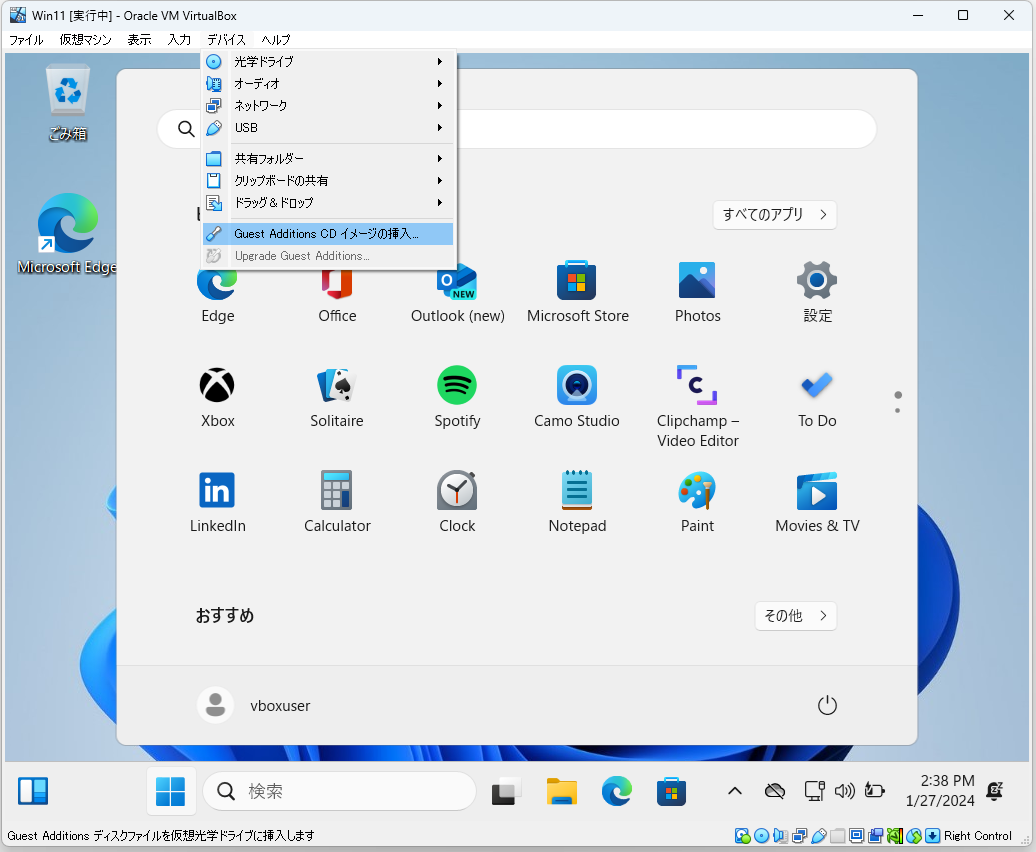 Win11 [実行中] - Oracle VM VirtualBox
ファイル 仮想マシン 表示 入力 デバイス ヘルプ
光学ドライブ
オーディオ
ネットワーク
USB
共有フォルダー
クリップボードの共有
ドラッグ＆ドロップ
Guest Additions CD イメージの挿入...
Upgrade Guest Additions...
ごみ箱
Microsoft Edge
すべてのアプリ
Edge
Office
NEW
Outlook (new)
Microsoft Store
Photos
設定
Xbox
Solitaire
Spotify
Camo Studio
Clipchamp –
Video Editor
To Do
LinkedIn
Calculator
Clock
Notepad
Paint
Movies & TV
おすすめ
その他
vboxuser
検索
2:38 PM
1/27/2024
Guest Additions ディスクファイルを仮想光学ドライブに挿入します
Right Control